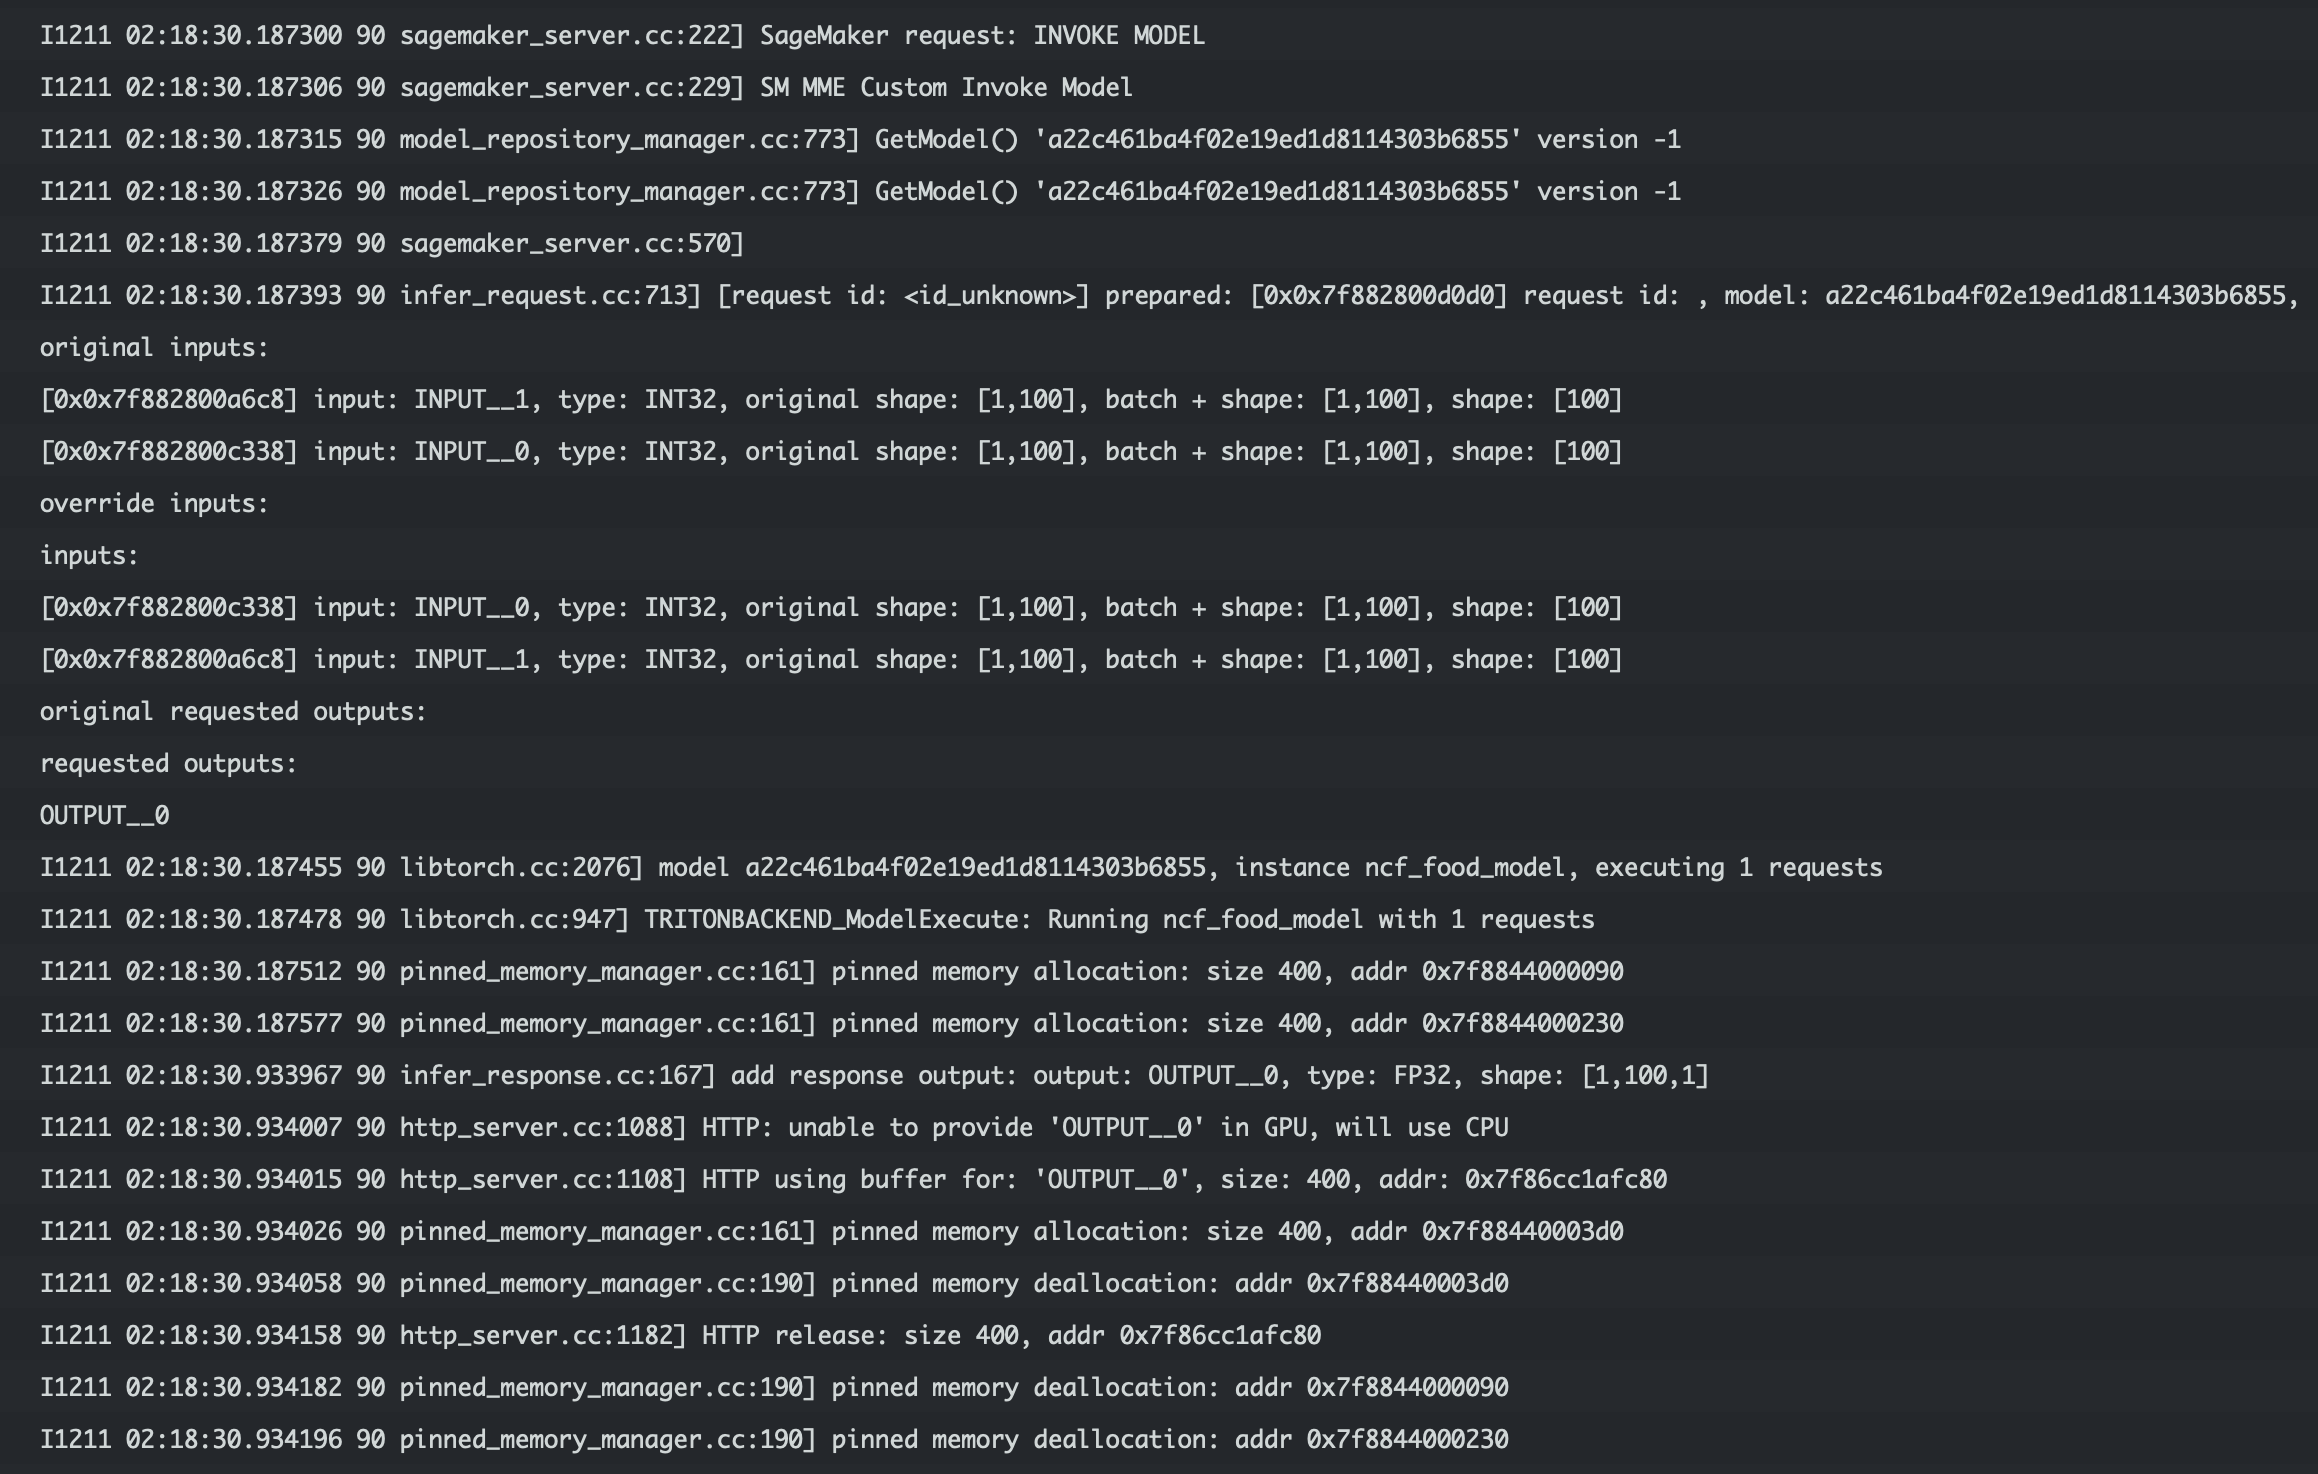 I1211 02:18:30.187300 90 sagemaker_server.cc:222] SageMaker request: INVOKE MODEL
I1211 02:18:30.187306 90 sagemaker_server.cc:229] SM MME Custom Invoke Model
I1211 02:18:30.187315 90 model_repository_manager.cc:773] GetModel() 'a22c461ba4f02e19ed1d8114303b6855' version -1
I1211 02:18:30.187326 90 model_repository_manager.cc:773] GetModel() 'a22c461ba4f02e19ed1d8114303b6855' version -1
I1211 02:18:30.187379 90 sagemaker_server.cc:570]
I1211 02:18:30.187393 90 infer_request.cc:713] [request id: <id_unknown>] prepared: [0x0x7f882800d0d0] request id: , model: a22c461ba4f02e19ed1d8114303b6855,
original inputs:
[0x0x7f882800a6c8] input: INPUT__1, type: INT32, original shape: [1,100], batch + shape: [1,100], shape: [100]
[0x0x7f882800c338] input: INPUT__0, type: INT32, original shape: [1,100], batch + shape: [1,100], shape: [100]
override inputs:
inputs:
[0x0x7f882800c338] input: INPUT__0, type: INT32, original shape: [1,100], batch + shape: [1,100], shape: [100]
[0x0x7f882800a6c8] input: INPUT__1, type: INT32, original shape: [1,100], batch + shape: [1,100], shape: [100]
original requested outputs:
requested outputs:
OUTPUT__0
I1211 02:18:30.187455 90 libtorch.cc:2076] model a22c461ba4f02e19ed1d8114303b6855, instance ncf_food_model, executing 1 requests
I1211 02:18:30.187478 90 libtorch.cc:947] TRITONBACKEND_ModelExecute: Running ncf_food_model with 1 requests
I1211 02:18:30.187512 90 pinned_memory_manager.cc:161] pinned memory allocation: size 400, addr 0x7f8844000090
I1211 02:18:30.187577 90 pinned_memory_manager.cc:161] pinned memory allocation: size 400, addr 0x7f8844000230
I1211 02:18:30.933967 90 infer_response.cc:167] add response output: output: OUTPUT__0, type: FP32, shape: [1,100,1]
I1211 02:18:30.934007 90 http_server.cc:1088] HTTP: unable to provide 'OUTPUT__0' in GPU, will use CPU
I1211 02:18:30.934015 90 http_server.cc:1108] HTTP using buffer for: 'OUTPUT__0', size: 400, addr: 0x7f86cc1afc80
I1211 02:18:30.934026 90 pinned_memory_manager.cc:161] pinned memory allocation: size 400, addr 0x7f88440003d0
I1211 02:18:30.934058 90 pinned_memory_manager.cc:190] pinned memory deallocation: addr 0x7f88440003d0
I1211 02:18:30.934158 90 http_server.cc:1182] HTTP release: size 400, addr 0x7f86cc1afc80
I1211 02:18:30.934182 90 pinned_memory_manager.cc:190] pinned memory deallocation: addr 0x7f8844000090
I1211 02:18:30.934196 90 pinned_memory_manager.cc:190] pinned memory deallocation: addr 0x7f8844000230